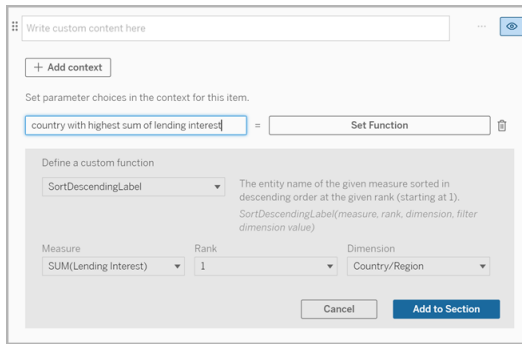 Write custom content here
+ Add context
Set parameter choices in the context for this item.
country with highest sum of lending interest = Set Function
Define a custom function
SortDescendingLabel
The entity name of the given measure sorted in
descending order at the given rank (starting at 1).
SortDescendingLabel(measure, rank, dimension, filter
dimension value)
Measure Rank Dimension
SUM(Lending Interest) 1 Country/Region
Cancel Add to Section